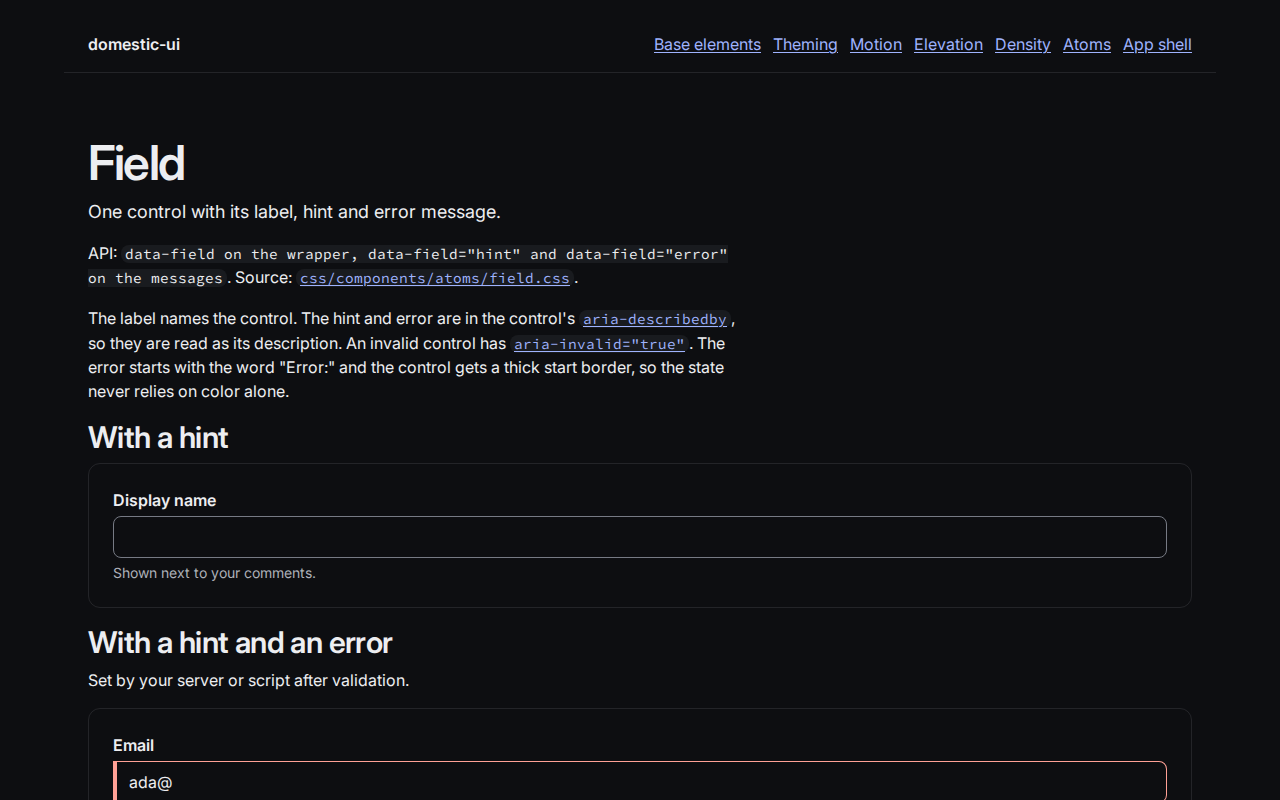 domestic-ui
Base elements Theming Motion Elevation Density Atoms App shell
Field
One control with its label, hint and error message.
API: data-field on the wrapper, data-field="hint" and data-field="error"
on the messages. Source: css/components/atoms/field.css.
The label names the control. The hint and error are in the control's aria-describedby,
so they are read as its description. An invalid control has aria-invalid="true". The
error starts with the word "Error:" and the control gets a thick start border, so the state
never relies on color alone.
With a hint
Display name
Shown next to your comments.
With a hint and an error
Set by your server or script after validation.
Email
ada@